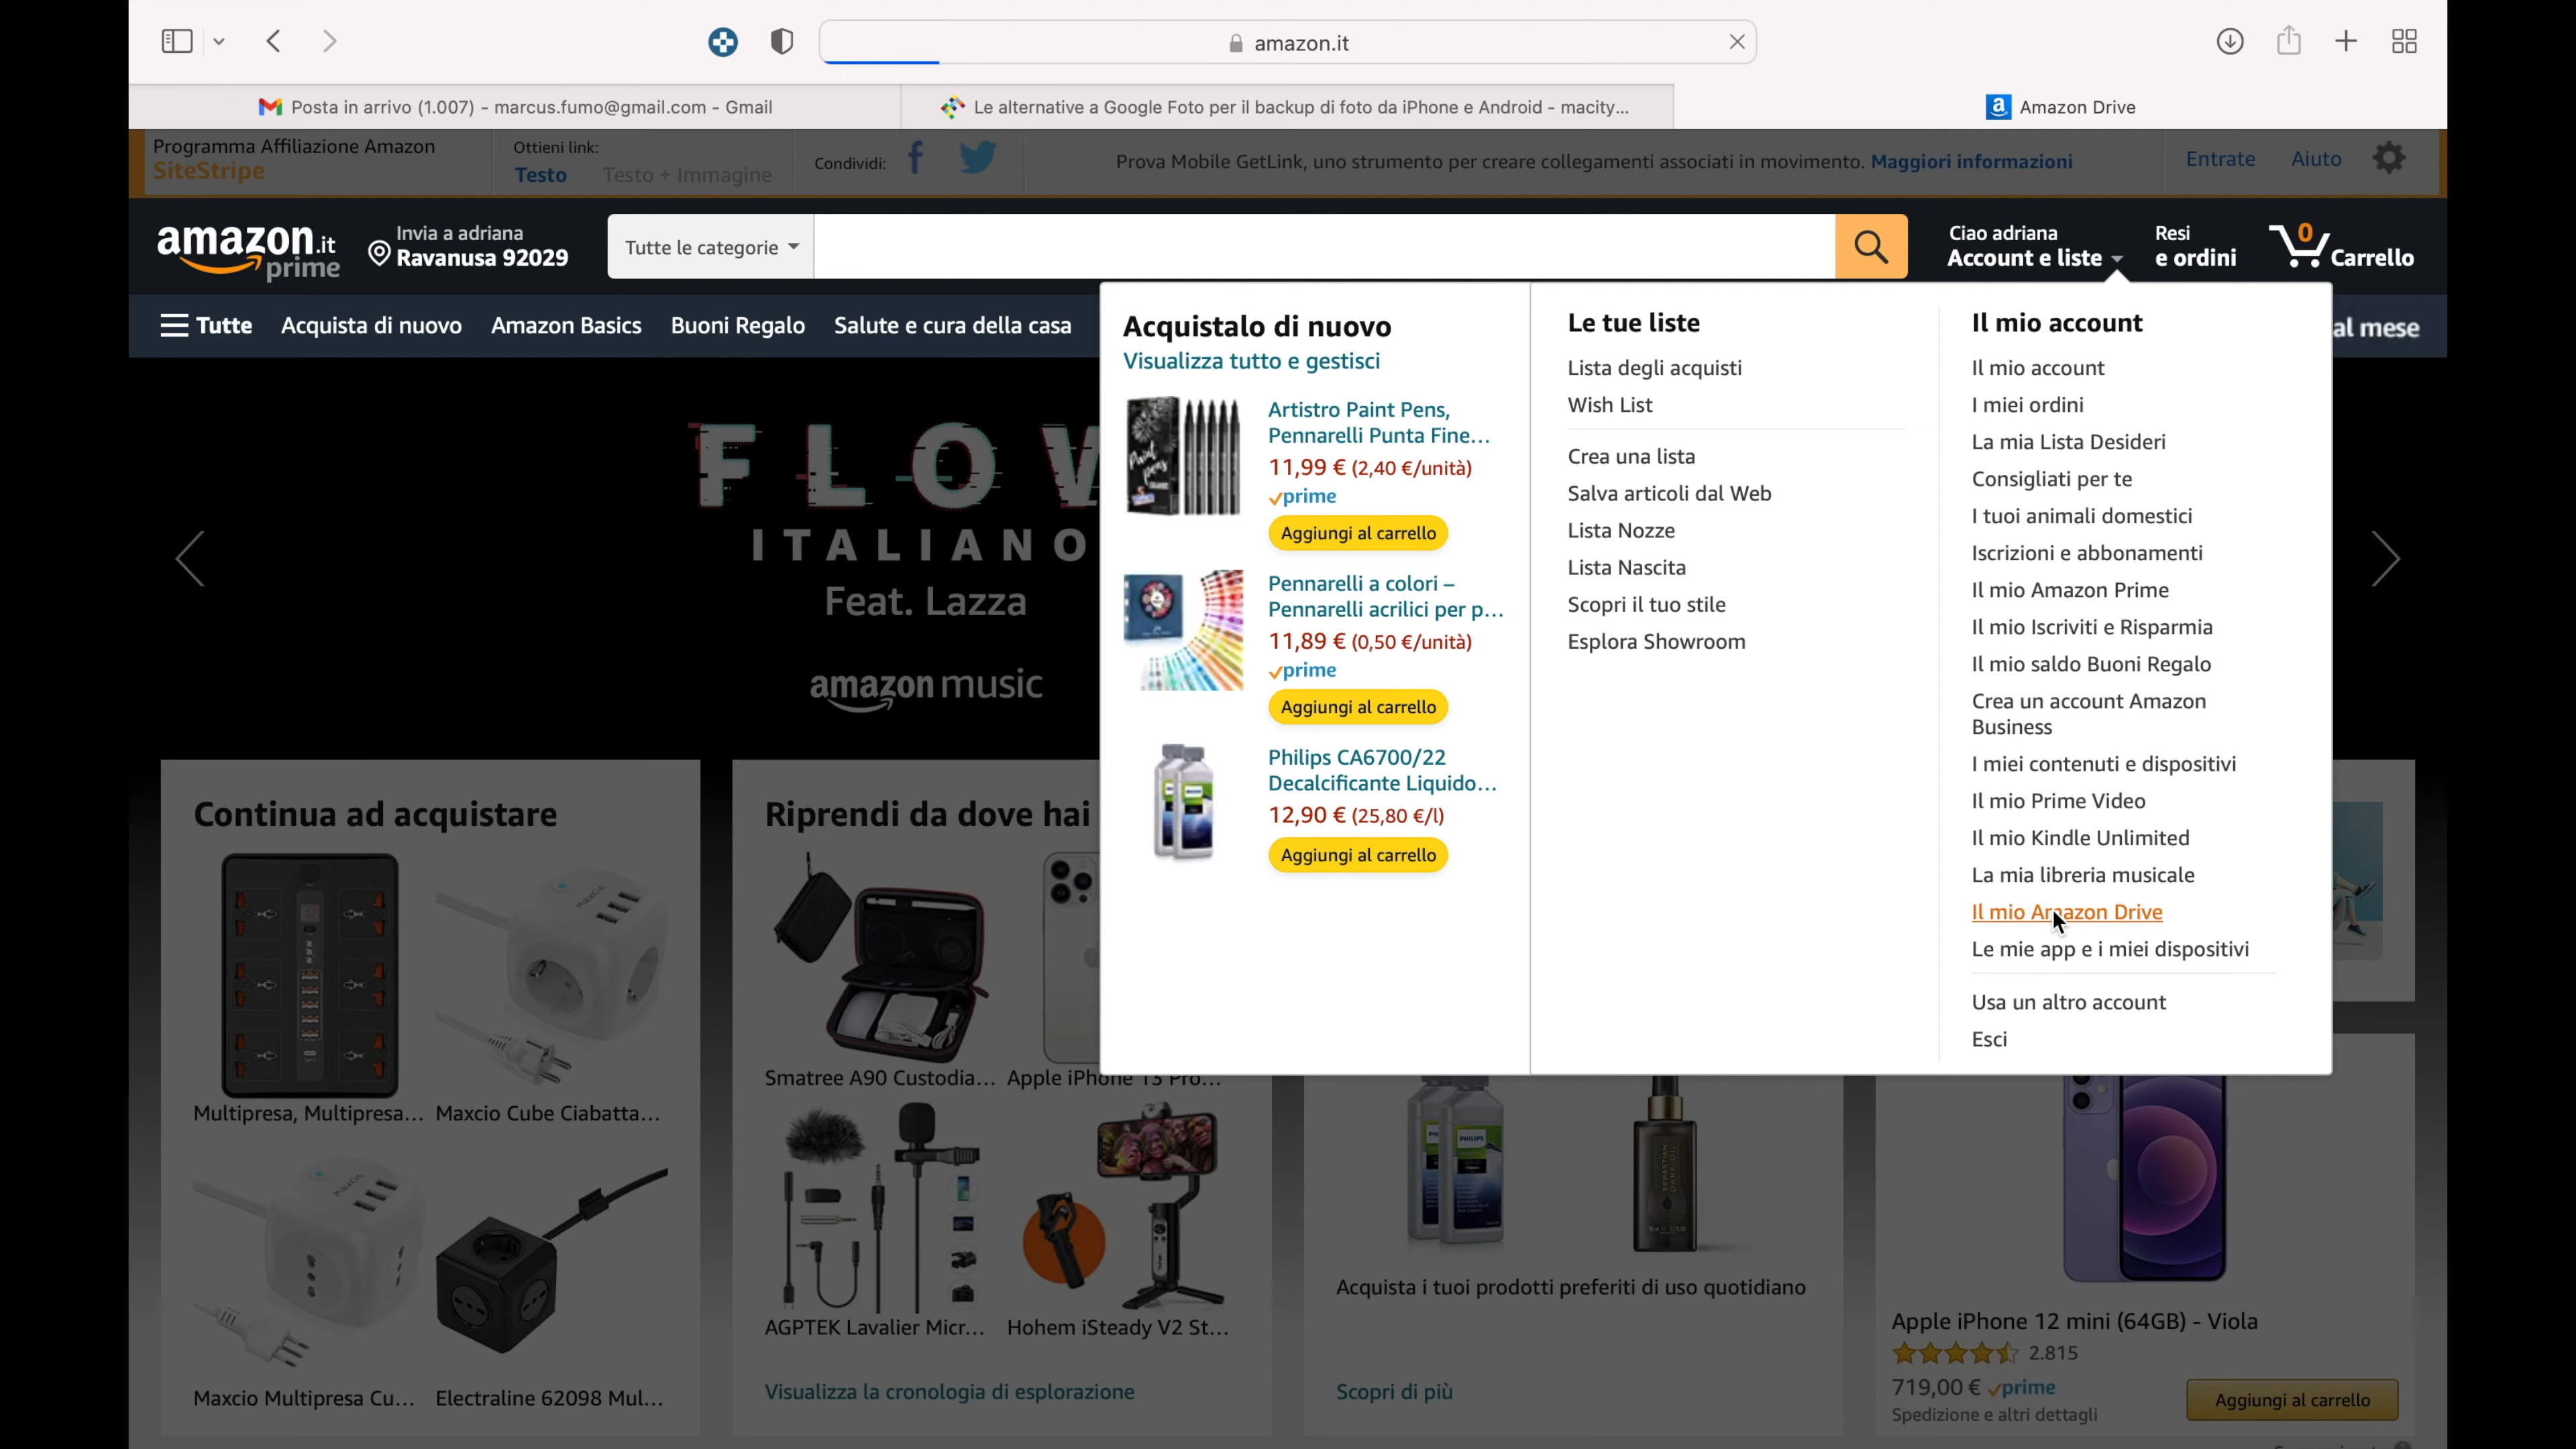 amazon.it
Posta in arrivo (1.007) - marcus.fumo@gmail.com - Gmail
Le alternative a Google Foto per il backup di foto da iPhone e Android - macity...
Amazon Drive
Programma Affiliazione Amazon
SiteStripe
Ottieni link:
Testo Testo + Immagine
Condividi:
Prova Mobile GetLink, uno strumento per creare collegamenti associati in movimento. Maggiori informazioni
Entrate Aiuto
amazon.it
prime
Invia a adriana
Ravanusa 92029
Tutte le categorie
Ciao adriana
Account e liste
Resi
e ordini
0
Carrello
Tutte Acquista di nuovo Amazon Basics Buoni Regalo Salute e cura della casa
al mese
FLOW
ITALIANO
Feat. Lazza
amazon music
Acquistalo di nuovo
Visualizza tutto e gestisci
Artistro Paint Pens,
Pennarelli Punta Fine...
11,99 € (2,40 €/unità)
prime
Aggiungi al carrello
Pennarelli a colori –
Pennarelli acrilici per p...
11,89 € (0,50 €/unità)
prime
Aggiungi al carrello
Philips CA6700/22
Decalcificante Liquido...
12,90 € (25,80 €/l)
Aggiungi al carrello
Le tue liste
Lista degli acquisti
Wish List
Crea una lista
Salva articoli dal Web
Lista Nozze
Lista Nascita
Scopri il tuo stile
Esplora Showroom
Il mio account
Il mio account
I miei ordini
La mia Lista Desideri
Consigliati per te
I tuoi animali domestici
Iscrizioni e abbonamenti
Il mio Amazon Prime
Il mio Iscriviti e Risparmia
Il mio saldo Buoni Regalo
Crea un account Amazon
Business
I miei contenuti e dispositivi
Il mio Prime Video
Il mio Kindle Unlimited
La mia libreria musicale
Il mio Amazon Drive
Le mie app e i miei dispositivi
Usa un altro account
Esci
Continua ad acquistare
Multipresa, Multipresa... Maxcio Cube Ciabatta...
Maxcio Multipresa Cu... Electraline 62098 Mul...
Riprendi da dove hai
Smatree A90 Custodia... Apple iPhone 13 Pro...
AGPTEK Lavalier Micr... Hohem iSteady V2 St...
Visualizza la cronologia di esplorazione
PHILIPS
Acquista i tuoi prodotti preferiti di uso quotidiano
Scopri di più
Apple iPhone 12 mini (64GB) - Viola
2.815
719,00 € prime
Spedizione e altri dettagli
Aggiungi al carrello